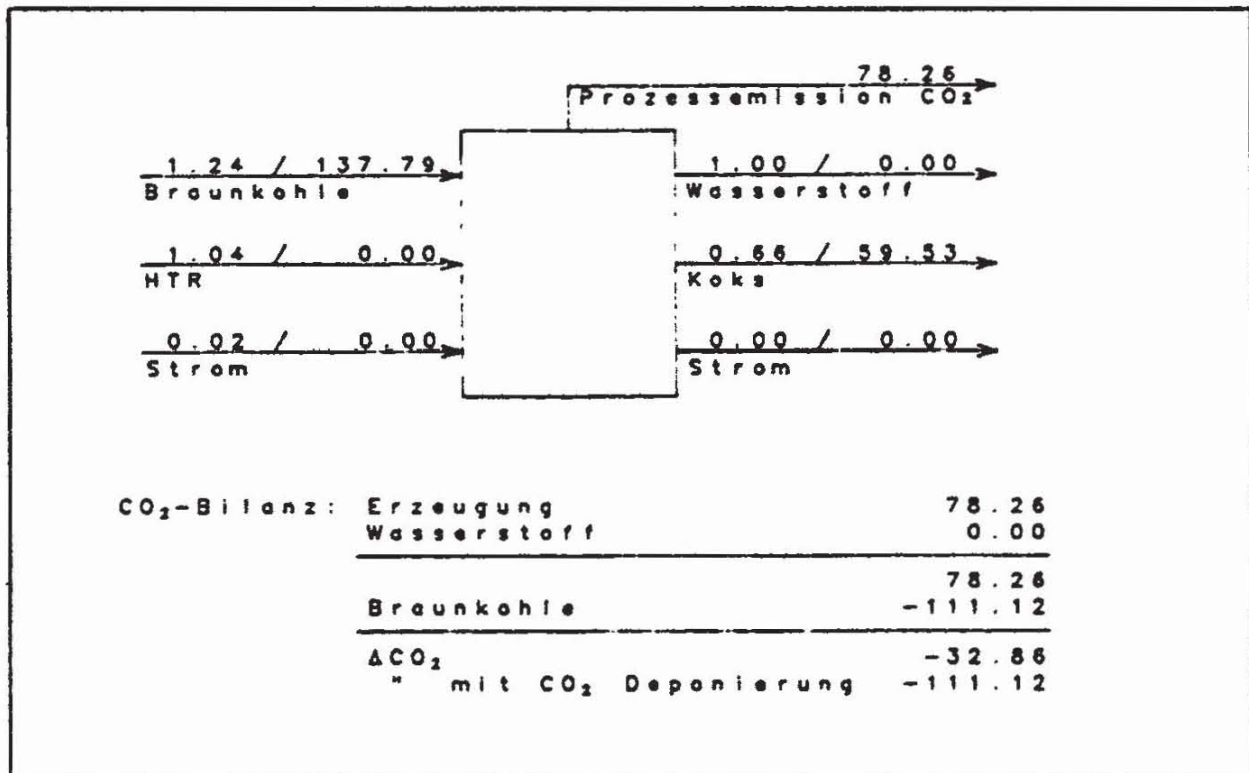 78.26
Prozessemission CO₂
1.24 / 137.79
Braunkohle
1.00 / 0.00
Wasserstoff
1.04 / 0.00
HTR
0.66 / 59.53
Koks
0.02 / 0.00
Strom
0.00 / 0.00
Strom
CO₂-Bilanz: Erzeugung 78.26
Wasserstoff 0.00
78.26
Braunkohle -111.12
ΔCO₂ -32.86
" mit CO₂ Deponierung -111.12